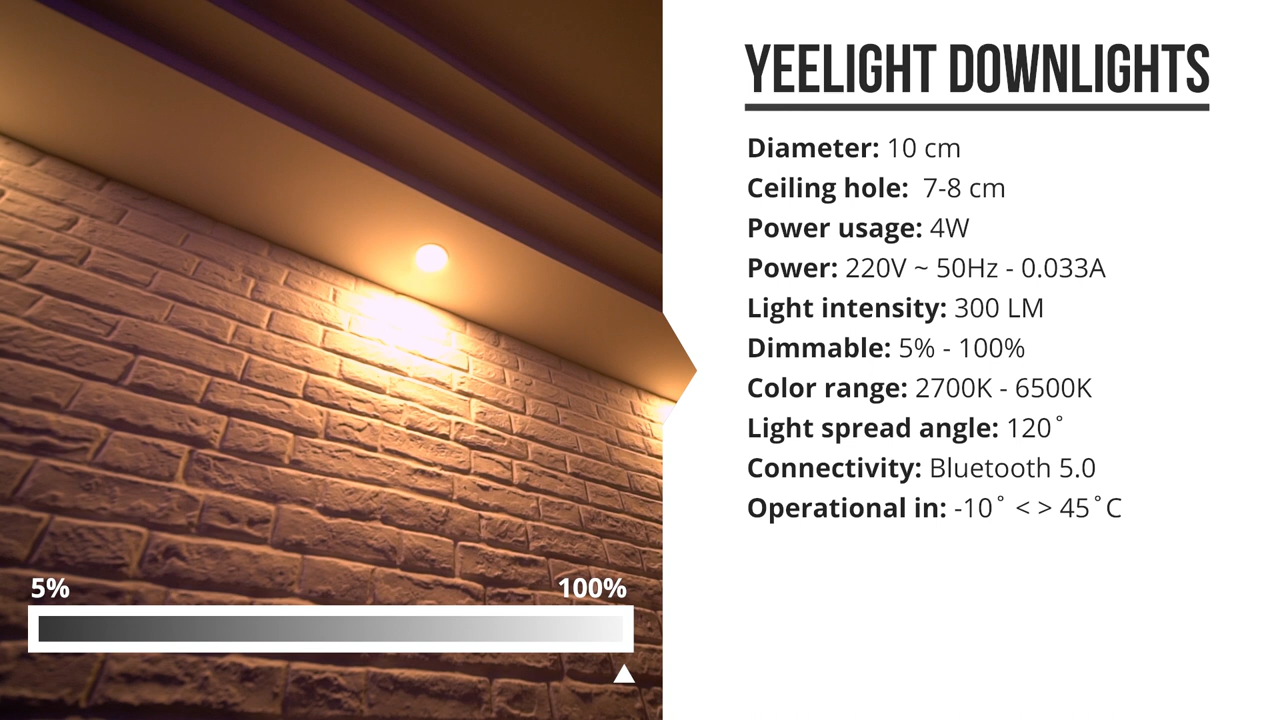 YEELIGHT DOWNLIGHTS
Diameter: 10 cm
Ceiling hole: 7-8 cm
Power usage: 4W
Power: 220V ~ 50Hz - 0.033A
Light intensity: 300 LM
Dimmable: 5% - 100%
Color range: 2700K - 6500K
Light spread angle: 120˚
Connectivity: Bluetooth 5.0
Operational in: -10˚ < > 45˚C
5% 100%